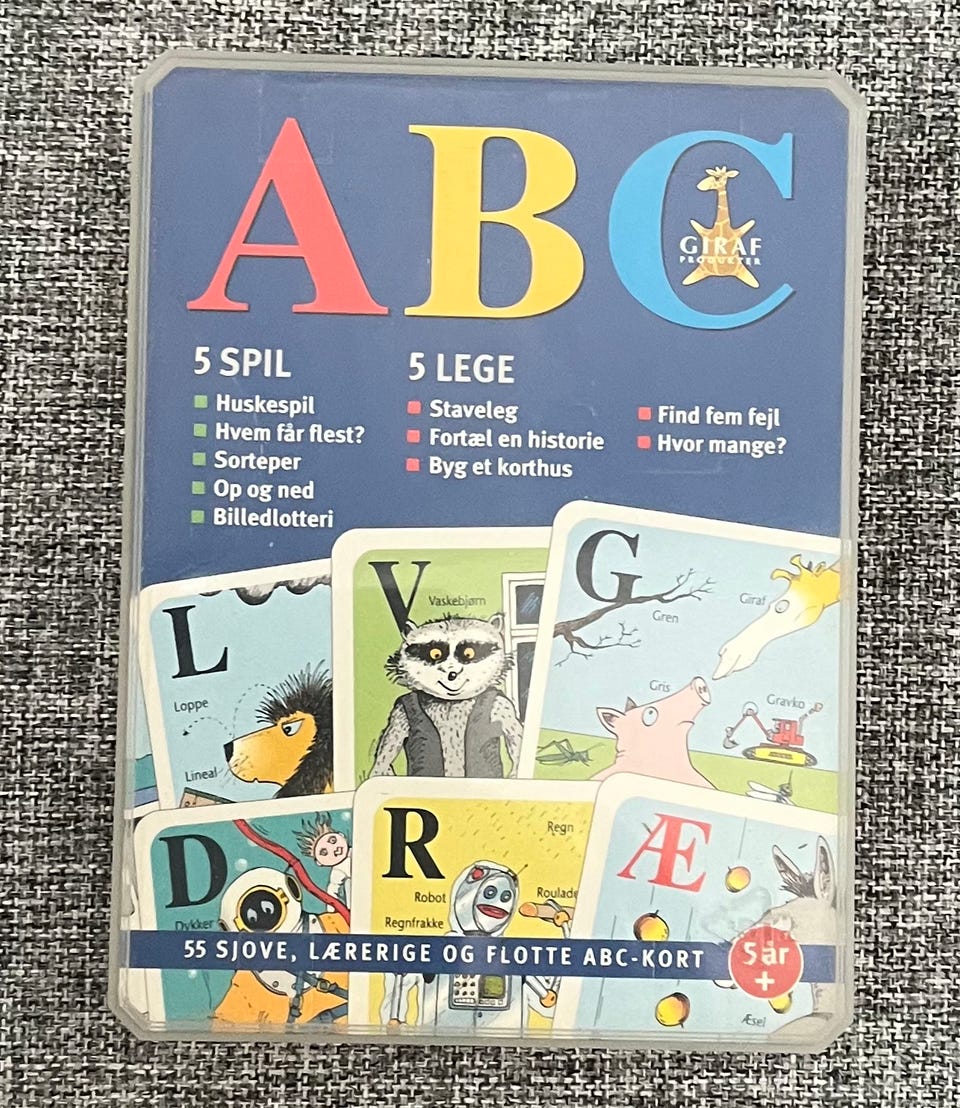 ABC
GIRAF
PRODUKTER
5 SPIL
Huskespil
Hvem får flest?
Sorteper
Op og ned
Billedlotteri
5 LEGE
Staveleg
Fortæl en historie
Byg et korthus
Find fem fejl
Hvor mange?
L
Loppe
Lineal
V
Vaskebjørn
G
Gren
Giraf
Gris
Gravko
D
Dykker
R
Regn
Robot
Roulade
Regnfrakke
Æ
Æsel
55 SJOVE, LÆRERIGE OG FLOTTE ABC-KORT
5 år
+